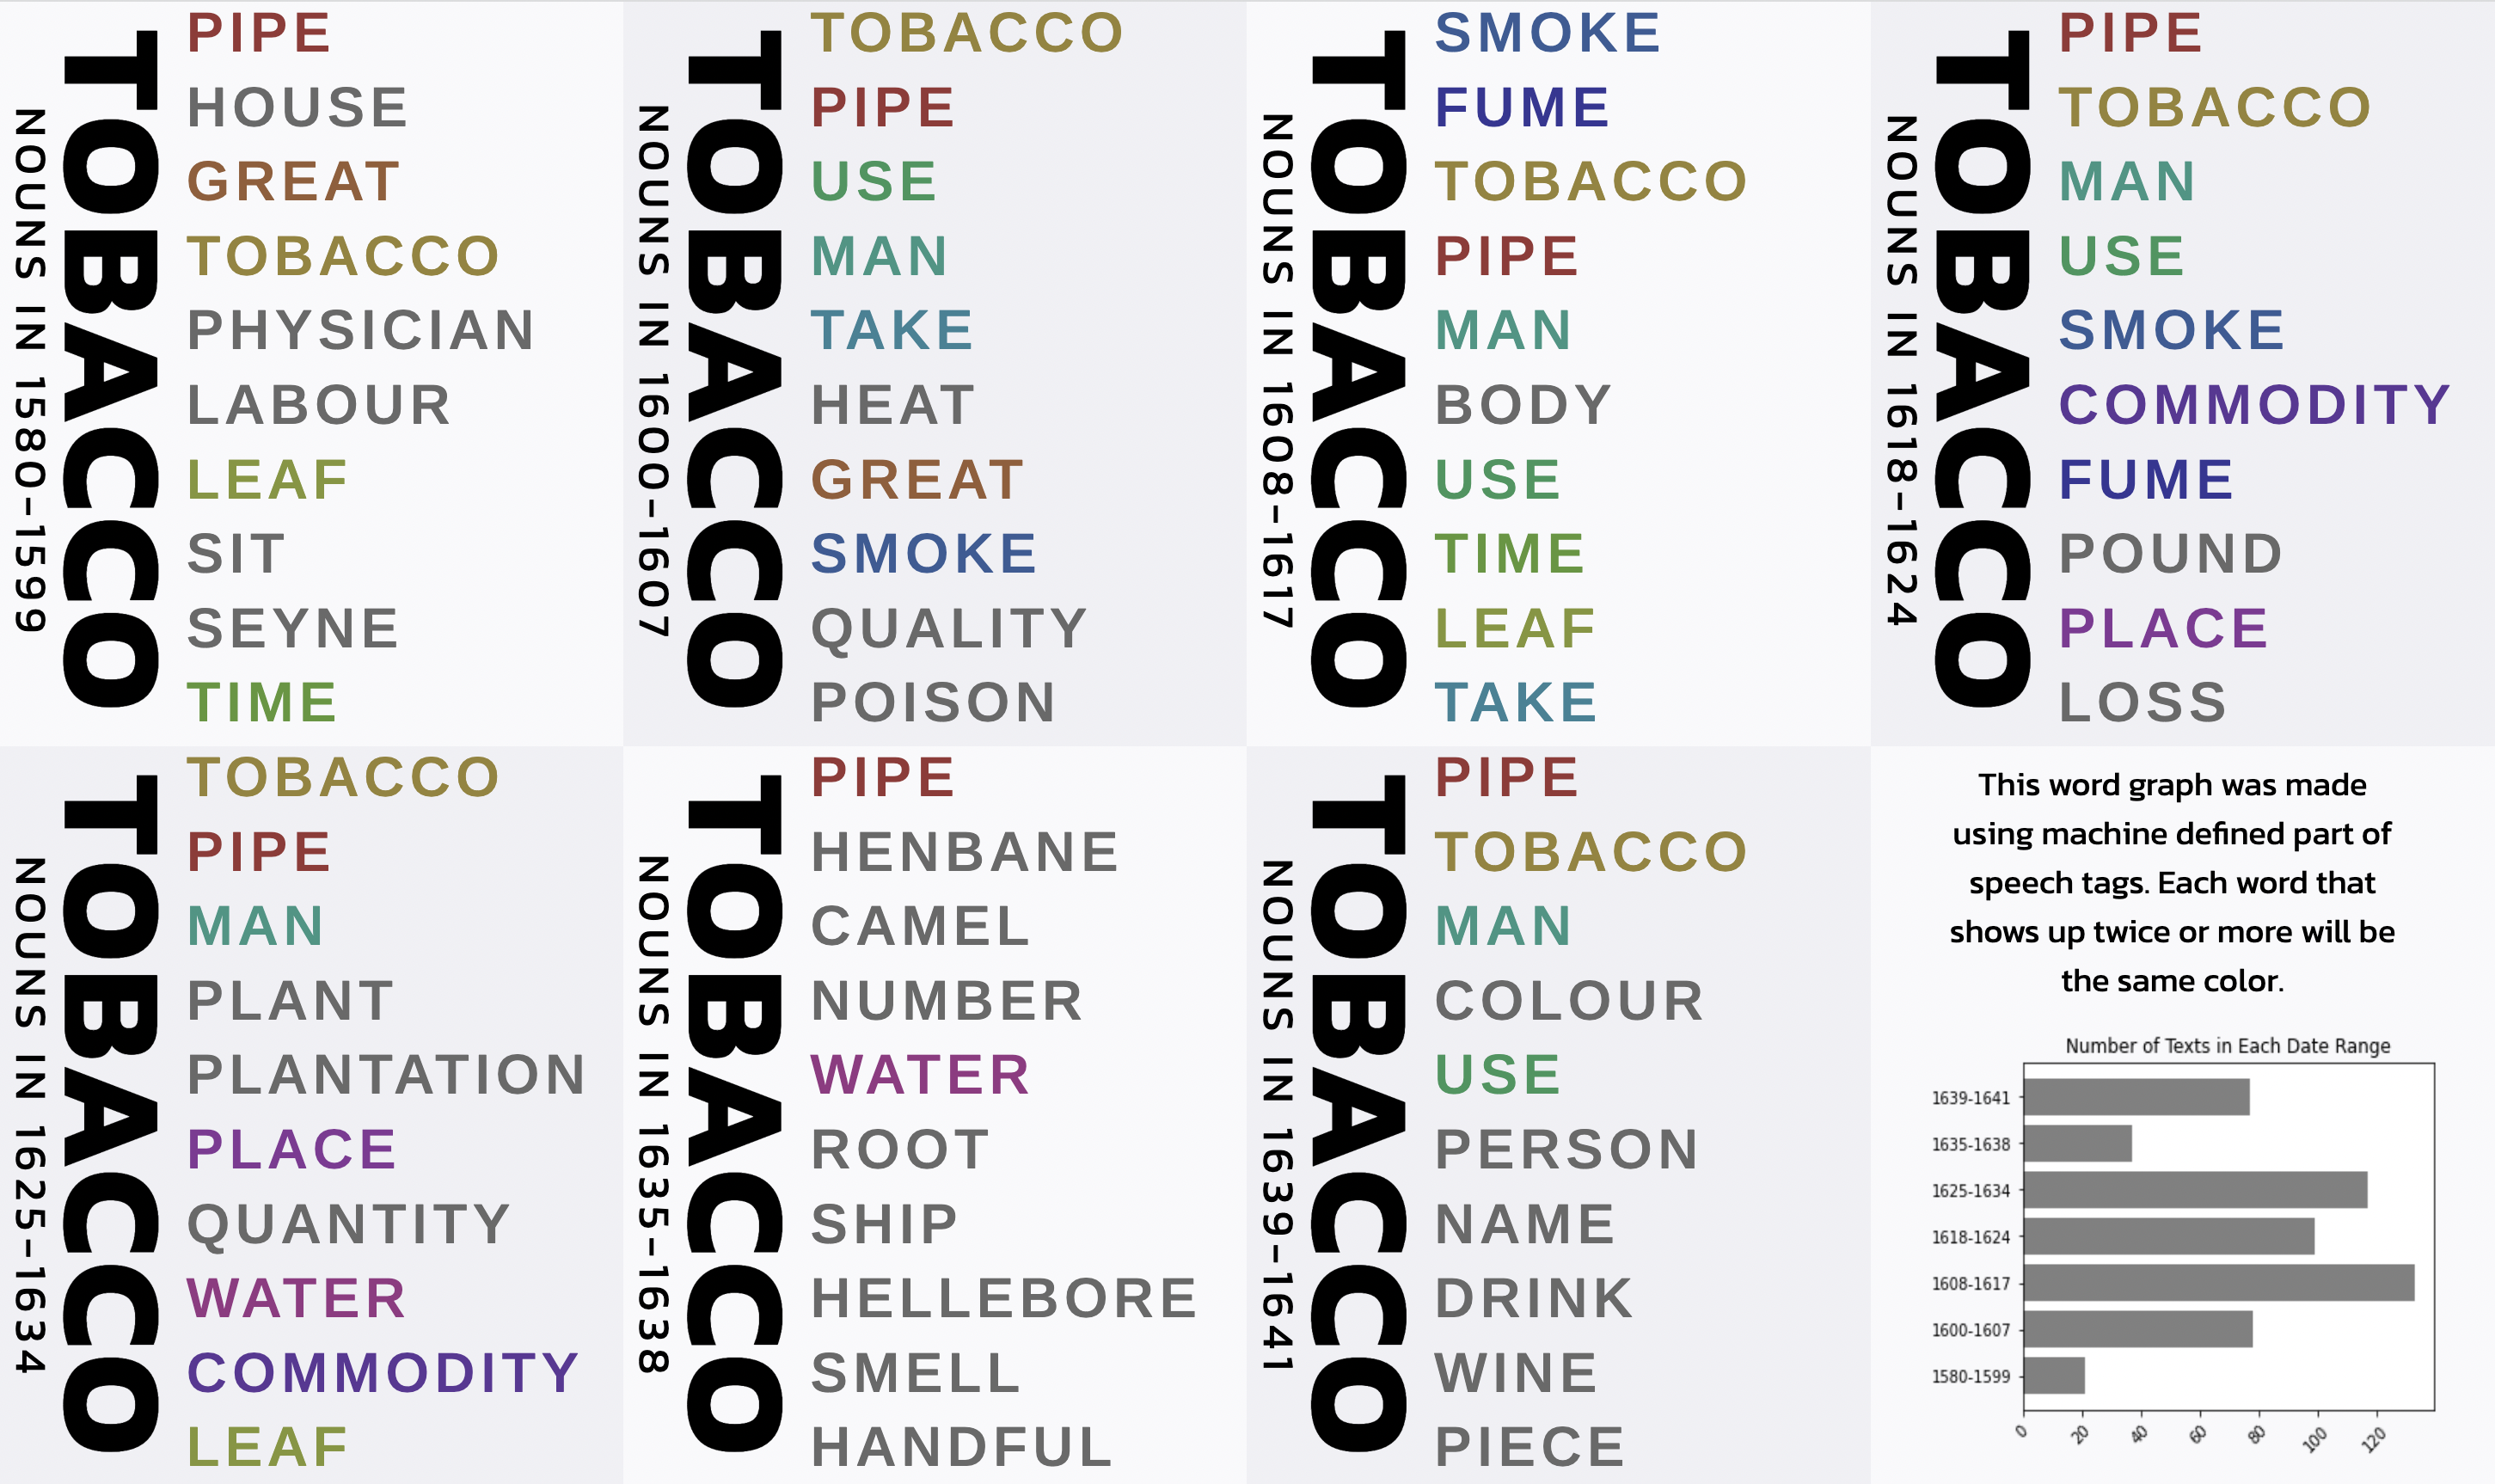 TOBACCO
NOUNS IN 1580-1599
PIPE
HOUSE
GREAT
TOBACCO
PHYSICIAN
LABOUR
LEAF
SIT
SEYNE
TIME
TOBACCO
NOUNS IN 1600-1607
TOBACCO
PIPE
USE
MAN
TAKE
HEAT
GREAT
SMOKE
QUALITY
POISON
TOBACCO
NOUNS IN 1608-1617
SMOKE
FUME
TOBACCO
PIPE
MAN
BODY
USE
TIME
LEAF
TAKE
TOBACCO
NOUNS IN 1618-1624
PIPE
TOBACCO
MAN
USE
SMOKE
COMMODITY
FUME
POUND
PLACE
LOSS
TOBACCO
NOUNS IN 1625-1634
TOBACCO
PIPE
MAN
PLANT
PLANTATION
PLACE
QUANTITY
WATER
COMMODITY
LEAF
TOBACCO
NOUNS IN 1635-1638
PIPE
HENBANE
CAMEL
NUMBER
WATER
ROOT
SHIP
HELLEBORE
SMELL
HANDFUL
TOBACCO
NOUNS IN 1639-1641
PIPE
TOBACCO
MAN
COLOUR
USE
PERSON
NAME
DRINK
WINE
PIECE
This word graph was made
using machine defined part of
speech tags. Each word that
shows up twice or more will be
the same color.
Number of Texts in Each Date Range
1639-1641
1635-1638
1625-1634
1618-1624
1608-1617
1600-1607
1580-1599
0 20 40 60 80 100 120